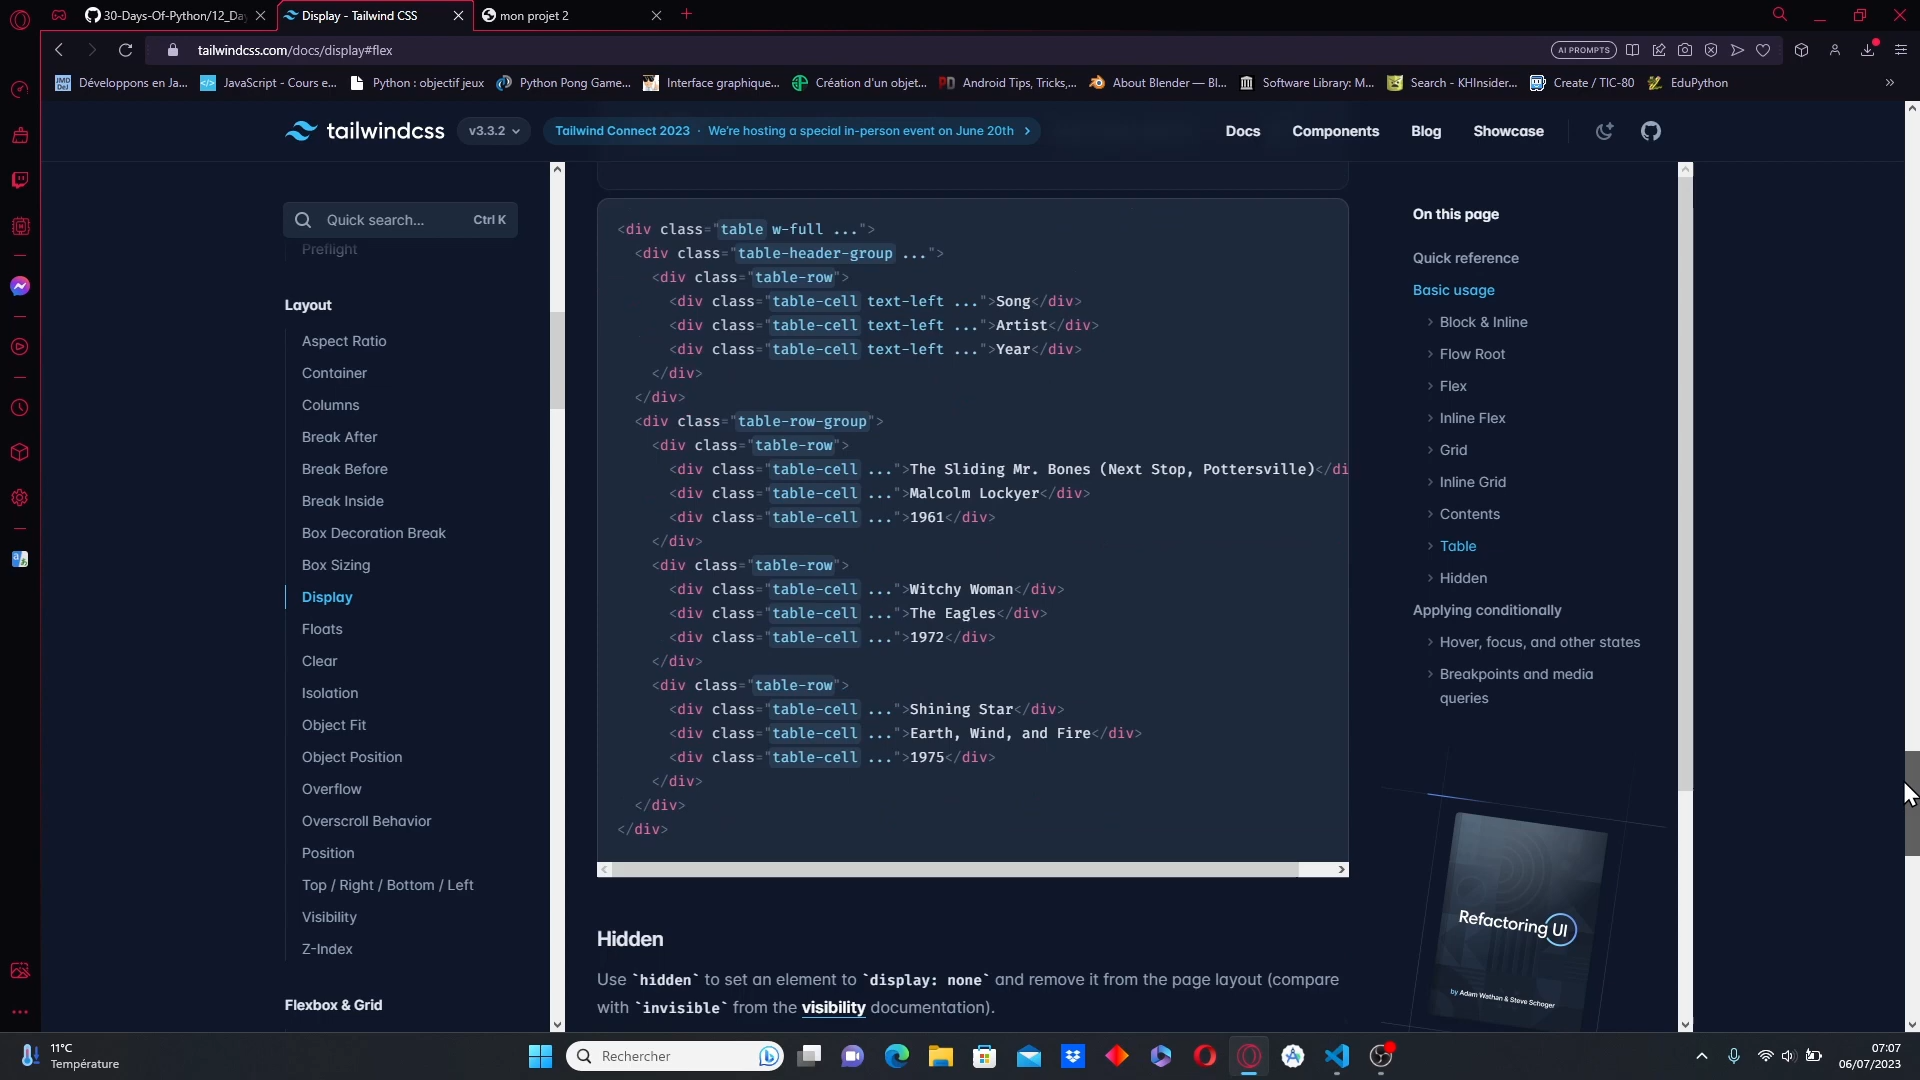 30-Days-Of-Python/12_Da
Display - Tailwind CSS
mon projet 2
tailwindcss.com/docs/display#flex
AI PROMPTS
Développons en Ja...
JavaScript - Cours e...
Python : objectif jeux
Python Pong Game...
Interface graphique...
Création d'un objet...
Android Tips, Tricks,...
About Blender — Bl...
Software Library: M...
Search - KHInsider...
Create / TIC-80
EduPython
tailwindcss
v3.3.2
Tailwind Connect 2023 · We're hosting a special in-person event on June 20th
Docs
Components
Blog
Showcase
Quick search...
Ctrl K
Preflight
Layout
Aspect Ratio
Container
Columns
Break After
Break Before
Break Inside
Box Decoration Break
Box Sizing
Display
Floats
Clear
Isolation
Object Fit
Object Position
Overflow
Overscroll Behavior
Position
Top / Right / Bottom / Left
Visibility
Z-Index
Flexbox & Grid
<div class="table w-full ...">
<div class="table-header-group ...">
<div class="table-row">
<div class="table-cell text-left ...">Song</div>
<div class="table-cell text-left ...">Artist</div>
<div class="table-cell text-left ...">Year</div>
</div>
</div>
<div class="table-row-group">
<div class="table-row">
<div class="table-cell ...">The Sliding Mr. Bones (Next Stop, Pottersville)</di
<div class="table-cell ...">Malcolm Lockyer</div>
<div class="table-cell ...">1961</div>
</div>
<div class="table-row">
<div class="table-cell ...">Witchy Woman</div>
<div class="table-cell ...">The Eagles</div>
<div class="table-cell ...">1972</div>
</div>
<div class="table-row">
<div class="table-cell ...">Shining Star</div>
<div class="table-cell ...">Earth, Wind, and Fire</div>
<div class="table-cell ...">1975</div>
</div>
</div>
</div>
Hidden
Use `hidden` to set an element to `display: none` and remove it from the page layout (compare
with `invisible` from the visibility documentation).
On this page
Quick reference
Basic usage
Block & Inline
Flow Root
Flex
Inline Flex
Grid
Inline Grid
Contents
Table
Hidden
Applying conditionally
Hover, focus, and other states
Breakpoints and media
queries
Refactoring UI
by Adam Wathan & Steve Schoger
11°C
Température
Rechercher
07:07
06/07/2023